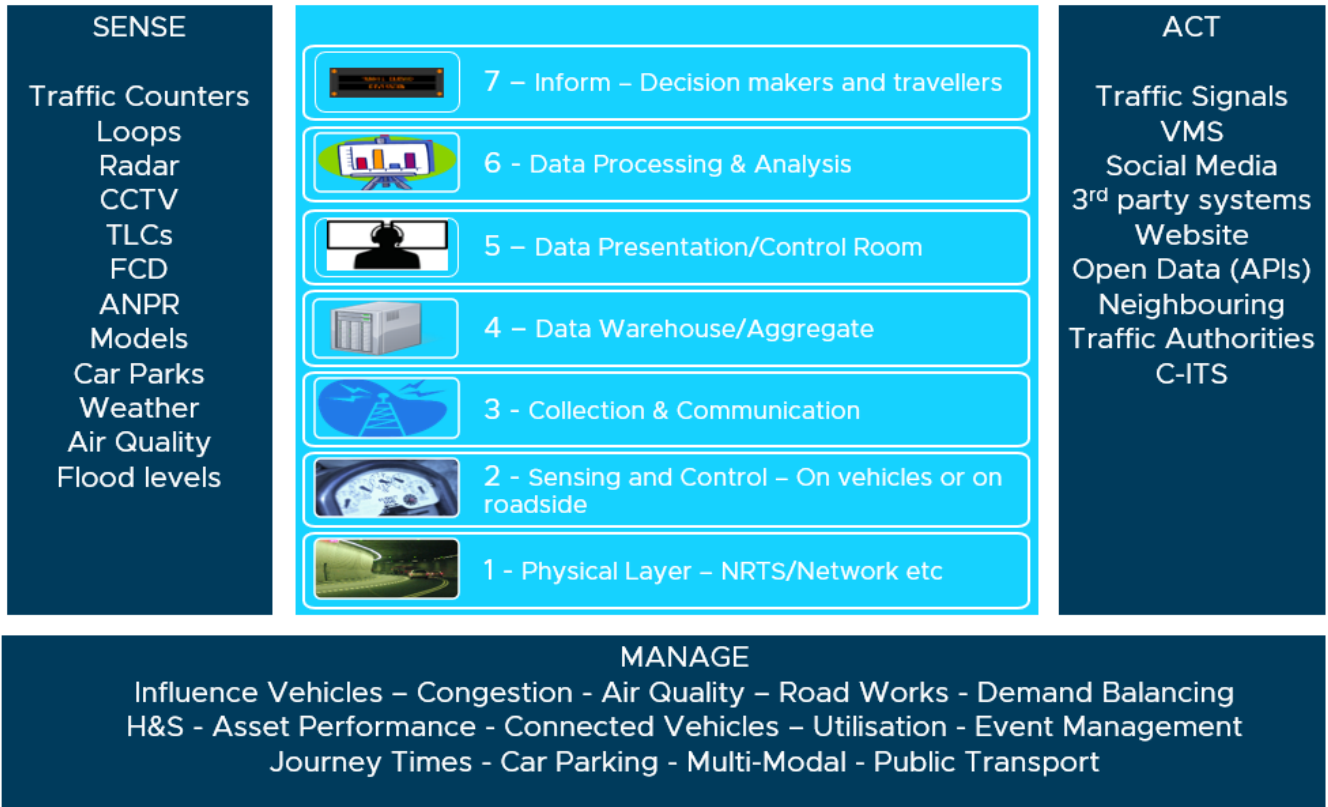 SENSE
Traffic Counters
Loops
Radar
CCTV
TLCs
FCD
ANPR
Models
Car Parks
Weather
Air Quality
Flood levels
7 – Inform – Decision makers and travellers
6 - Data Processing & Analysis
5 – Data Presentation/Control Room
4 – Data Warehouse/Aggregate
3 - Collection & Communication
2 - Sensing and Control – On vehicles or on
roadside
1 - Physical Layer – NRTS/Network etc
ACT
Traffic Signals
VMS
Social Media
3rd party systems
Website
Open Data (APIs)
Neighbouring
Traffic Authorities
C-ITS
MANAGE
Influence Vehicles – Congestion - Air Quality – Road Works - Demand Balancing
H&S - Asset Performance - Connected Vehicles – Utilisation - Event Management
Journey Times - Car Parking - Multi-Modal - Public Transport